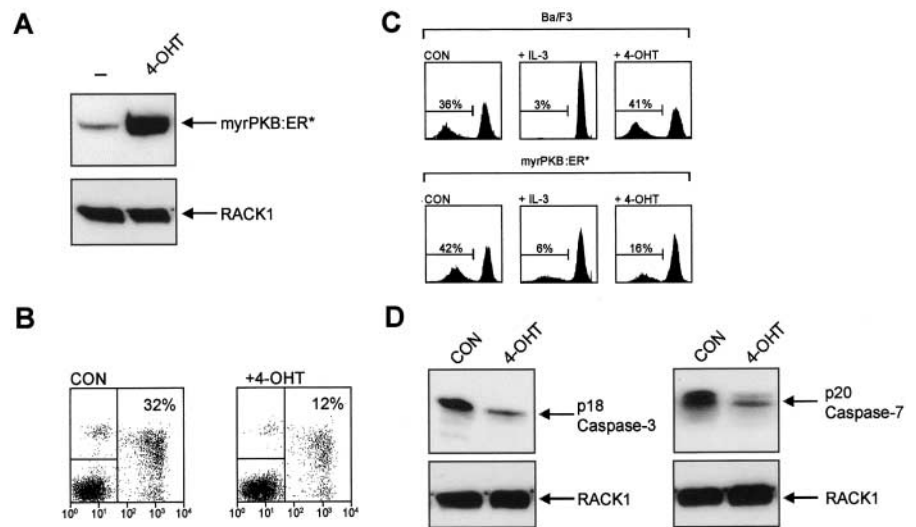 A
– 4-OHT
myrPKB:ER*
RACK1
B
CON +4-OHT
32% 12%
10⁰ 10¹ 10² 10³ 10⁴ 10⁰ 10¹ 10² 10³ 10⁴
C
Ba/F3
CON + IL-3 + 4-OHT
36% 3% 41%
myrPKB:ER*
CON + IL-3 + 4-OHT
42% 6% 16%
D
CON 4-OHT
p18
Caspase-3
RACK1
CON 4-OHT
p20
Caspase-7
RACK1